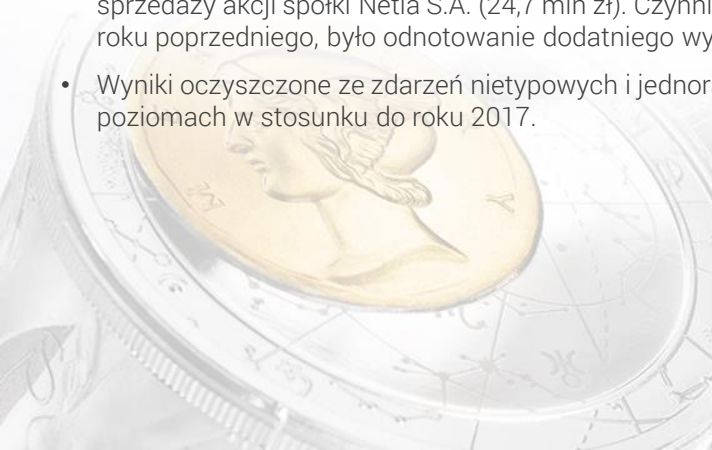 sprzedaży akcji spółki Netia S.A. (24,7 mln zł). Czynni
roku poprzedniego, było odnotowanie dodatniego wy
• Wyniki oczyszczone ze zdarzeń nietypowych i jednora
poziomach w stosunku do roku 2017.